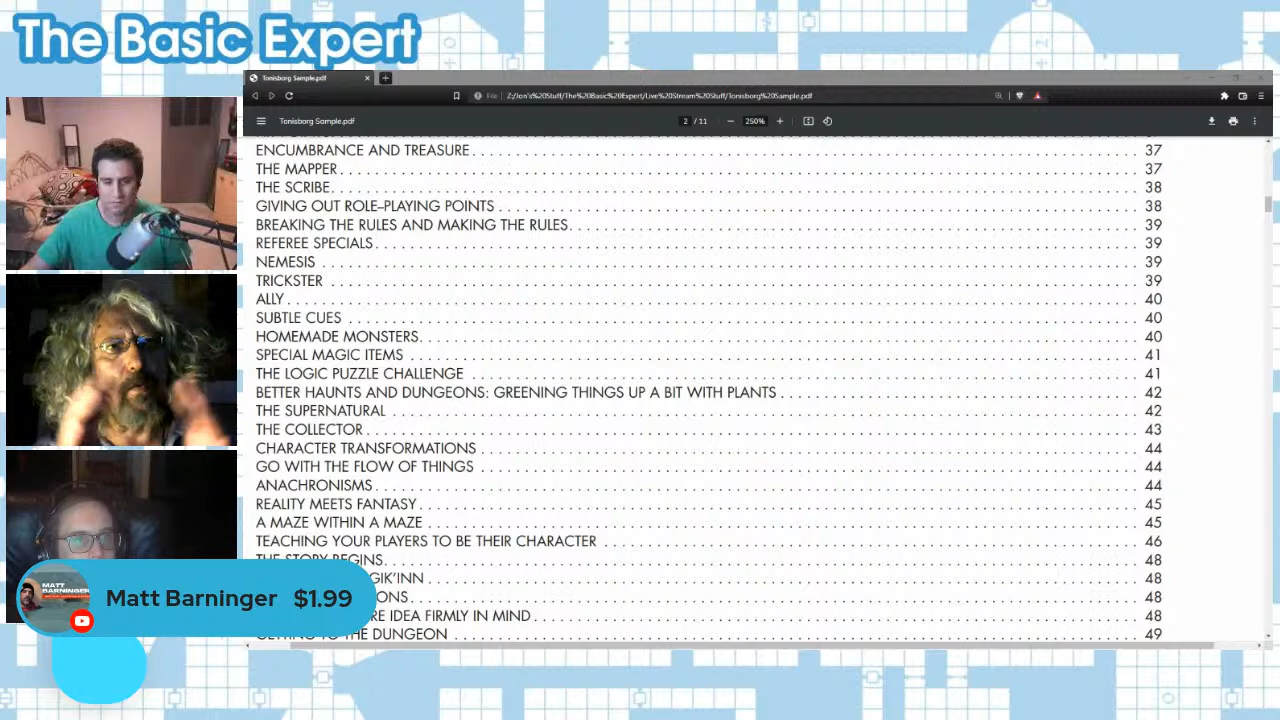 The Basic Expert
Tonisborg Sample.pdf
File
Z:/Jon's%20Stuff/The%20Basic%20Expert/Live%20Stream%20Stuff/Tonisborg%20Sample.pdf
Tonisborg Sample.pdf
2 / 11
250%
ENCUMBRANCE AND TREASURE 37
THE MAPPER 37
THE SCRIBE 38
GIVING OUT ROLE–PLAYING POINTS 38
BREAKING THE RULES AND MAKING THE RULES 39
REFEREE SPECIALS 39
NEMESIS 39
TRICKSTER 39
ALLY 40
SUBTLE CUES 40
HOMEMADE MONSTERS 40
SPECIAL MAGIC ITEMS 41
THE LOGIC PUZZLE CHALLENGE 41
BETTER HAUNTS AND DUNGEONS: GREENING THINGS UP A BIT WITH PLANTS 42
THE SUPERNATURAL 42
THE COLLECTOR 43
CHARACTER TRANSFORMATIONS 44
GO WITH THE FLOW OF THINGS 44
ANACHRONISMS 44
REALITY MEETS FANTASY 45
A MAZE WITHIN A MAZE 45
TEACHING YOUR PLAYERS TO BE THEIR CHARACTER 46
THE STORY BEGINS 48
GIK'INN 48
ONS 48
RE IDEA FIRMLY IN MIND 48
GETTING TO THE DUNGEON 49
MATT
BARNINGER
Matt Barninger $1.99